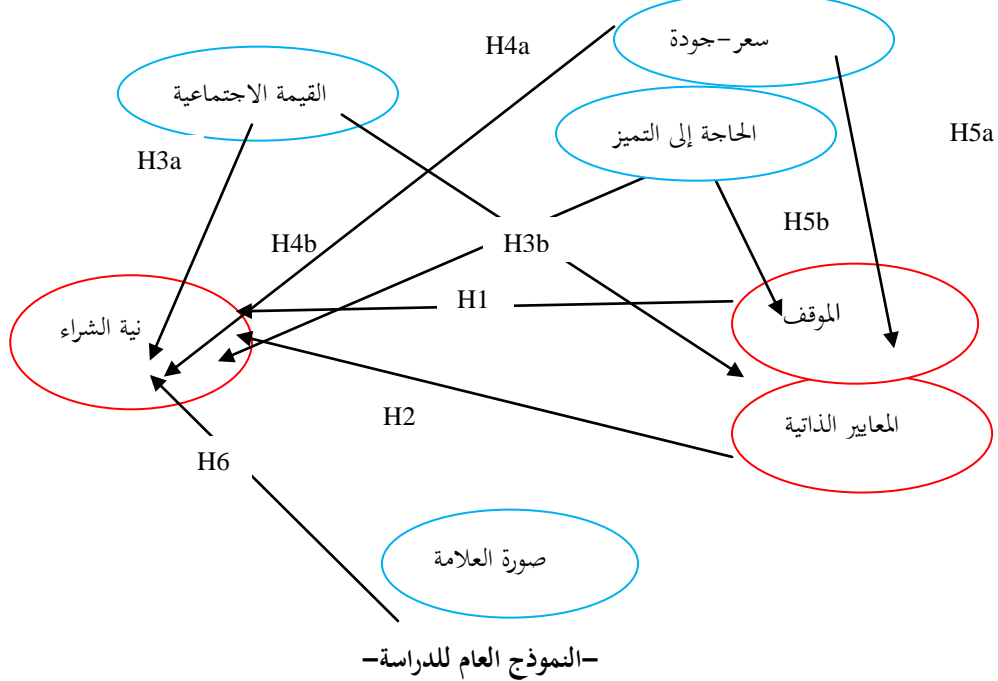 H4a
سعر-جودة
القيمة الاجتماعية
الحاجة إلى التميز
H5a
H3a
H5b
H4b
H3b
H1
الموقف
نية الشراء
H2
المعايير الذاتية
H6
صورة العلامة
-النموذج العام للدراسة-